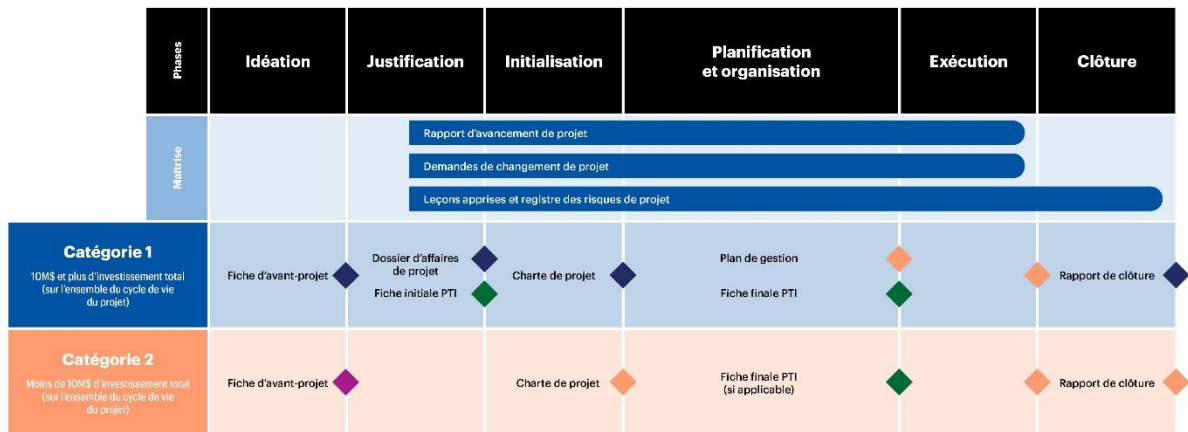 Phases
Idéation
Justification
Initialisation
Planification
et organisation
Exécution
Clôture
Maîtrise
Rapport d'avancement de projet
Demandes de changement de projet
Leçons apprises et registre des risques de projet
Catégorie 1
10M$ et plus d'investissement total
(sur l'ensemble du cycle de vie
du projet)
Fiche d'avant-projet
Dossier d'affaires
de projet
Fiche initiale PTI
Charte de projet
Plan de gestion
Fiche finale PTI
Rapport de clôture
Catégorie 2
Moins de 10M$ d'investissement total
(sur l'ensemble du cycle de vie
du projet)
Fiche d'avant-projet
Charte de projet
Fiche finale PTI
(si applicable)
Rapport de clôture